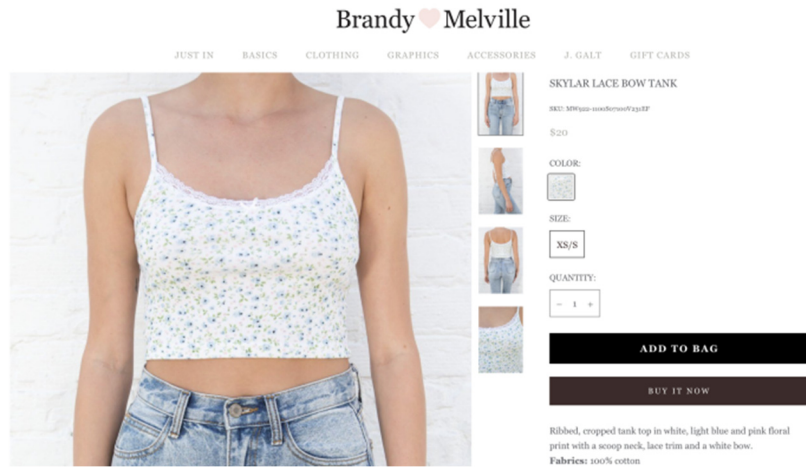 Brandy Melville
JUST IN BASICS CLOTHING GRAPHICS ACCESSORIES J. GALT GIFT CARDS
SKYLAR LACE BOW TANK
SKU:
$20
COLOR:
SIZE:
XS/S
QUANTITY:
− 1 +
ADD TO BAG
BUY IT NOW
Ribbed, cropped tank top in white, light blue and pink floral
print with a scoop neck, lace trim and a white bow.
Fabrics: 100% cotton